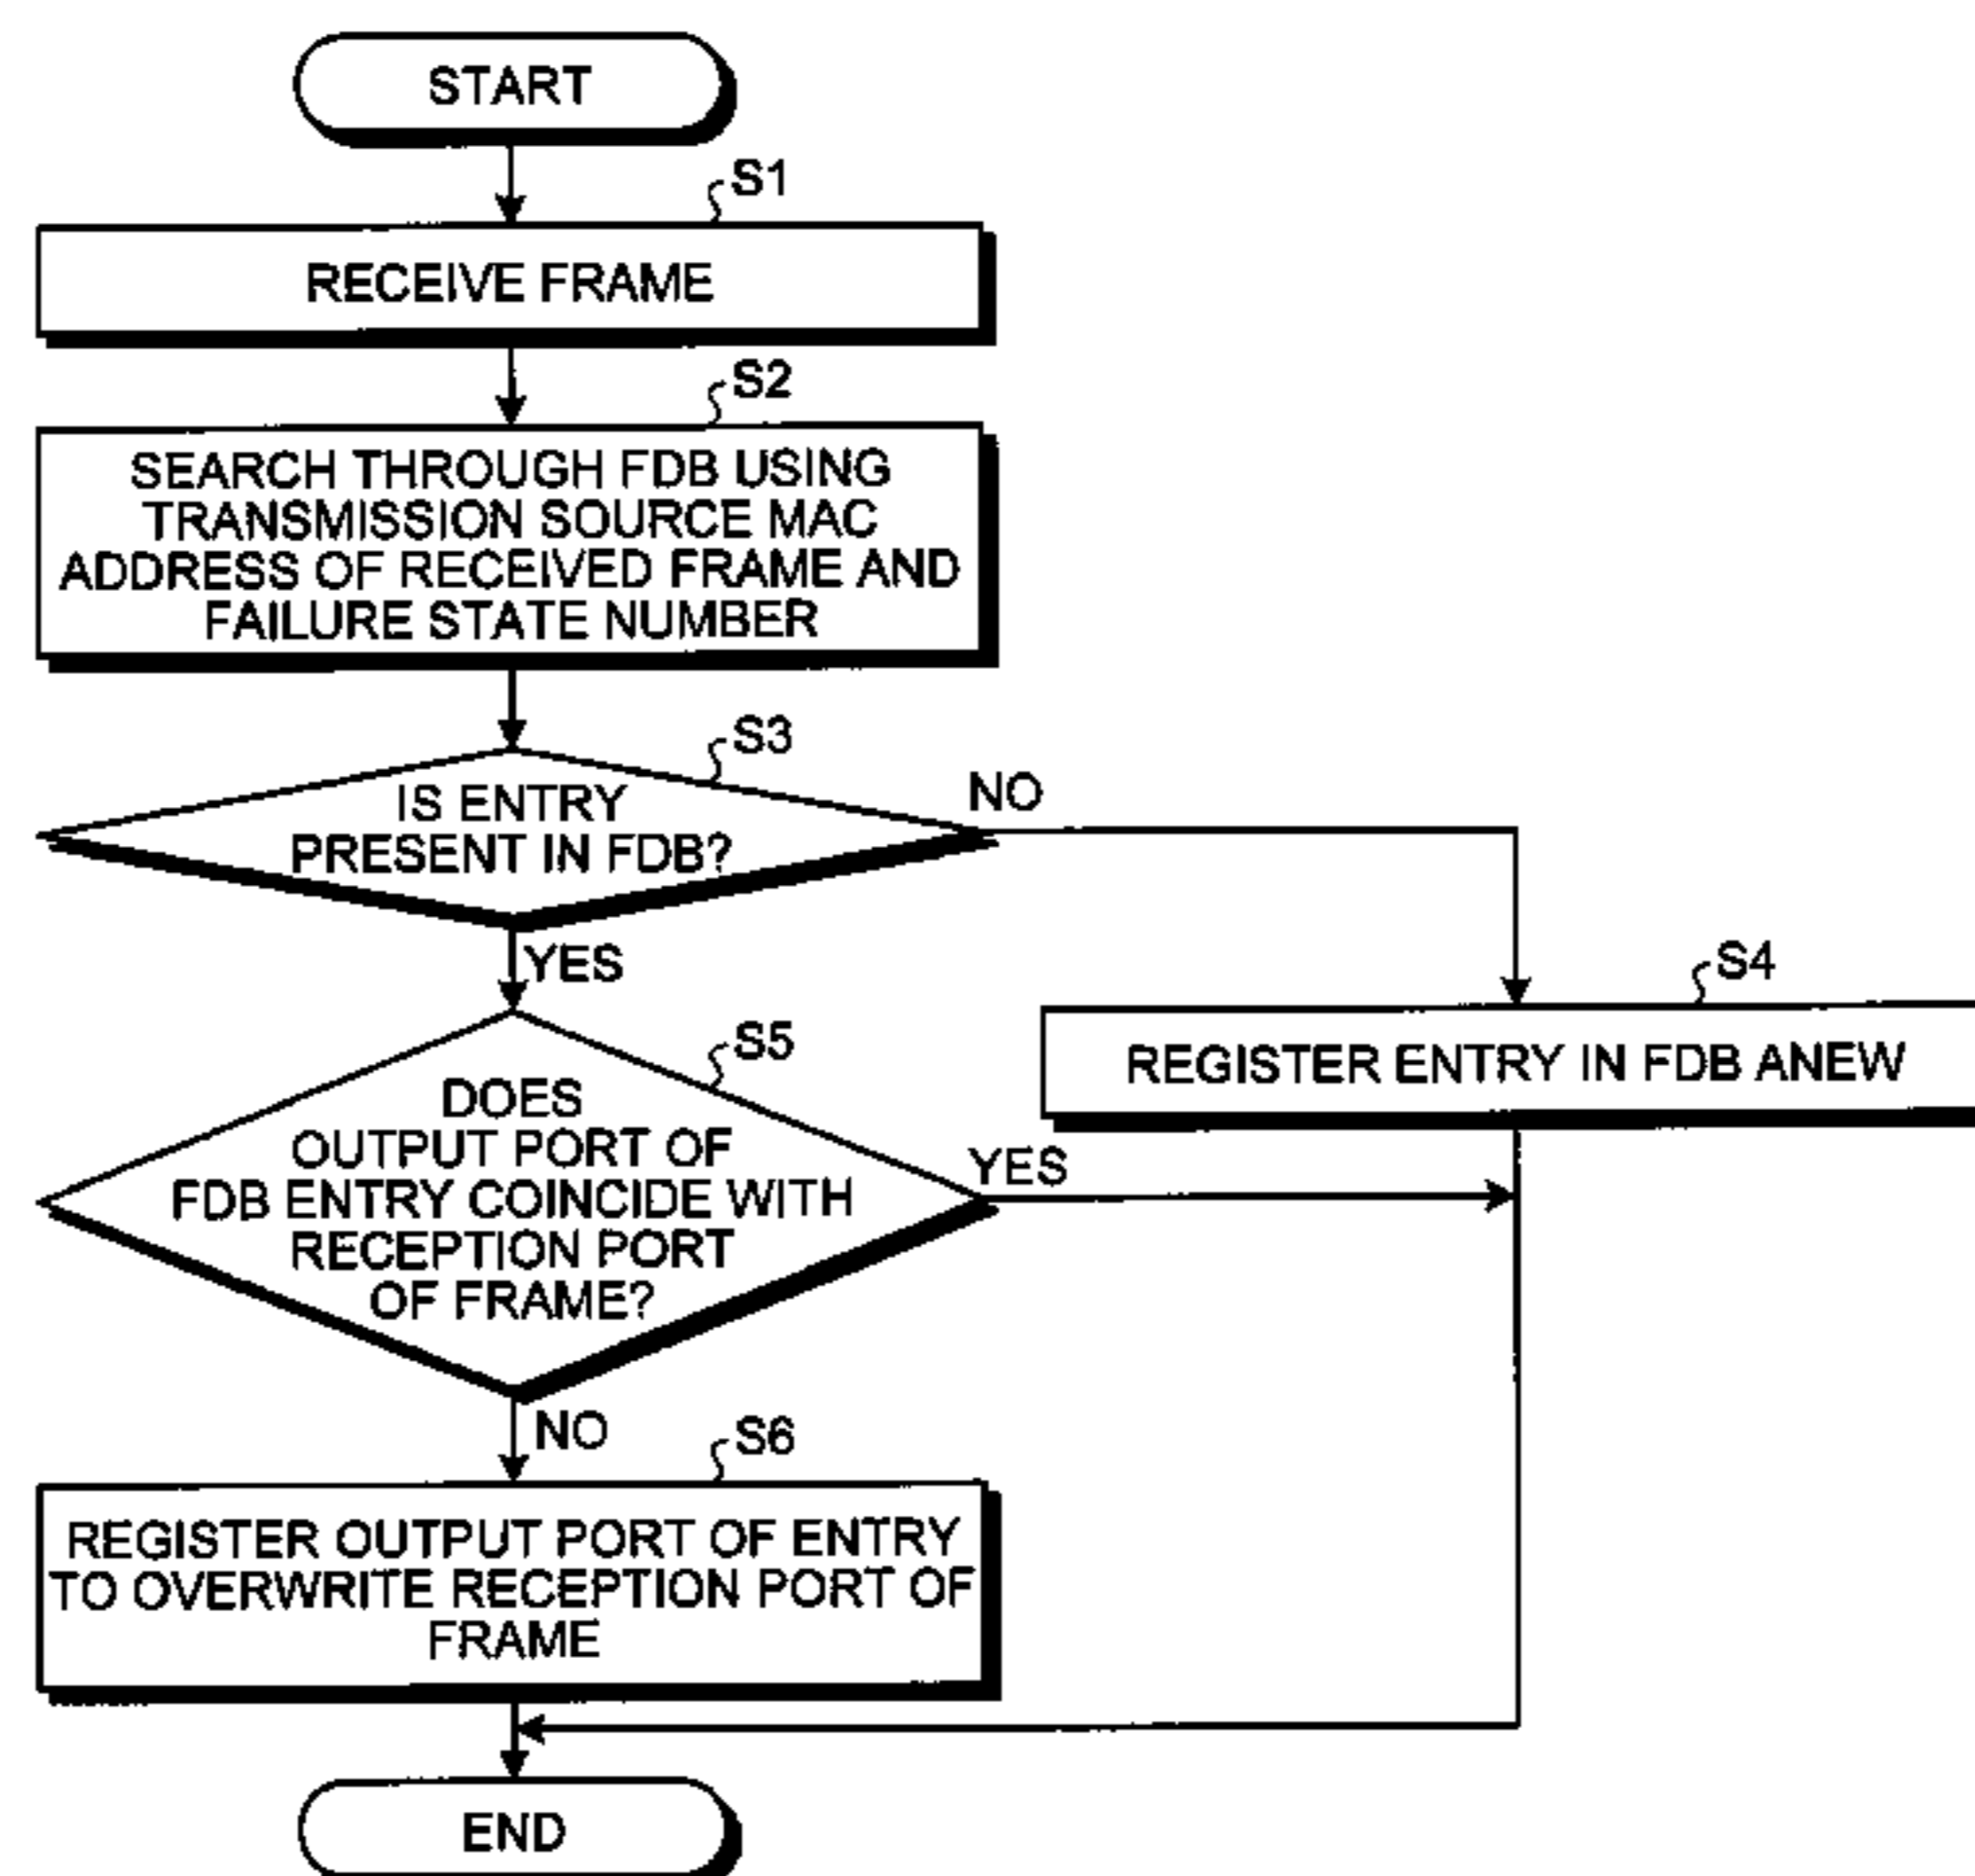 START
S1
RECEIVE FRAME
S2
SEARCH THROUGH FDB USING
TRANSMISSION SOURCE MAC
ADDRESS OF RECEIVED FRAME AND
FAILURE STATE NUMBER
S3
IS ENTRY
PRESENT IN FDB?
NO
YES
S4
REGISTER ENTRY IN FDB ANEW
S5
DOES
OUTPUT PORT OF
FDB ENTRY COINCIDE WITH
RECEPTION PORT
OF FRAME?
YES
NO
S6
REGISTER OUTPUT PORT OF ENTRY
TO OVERWRITE RECEPTION PORT OF
FRAME
END